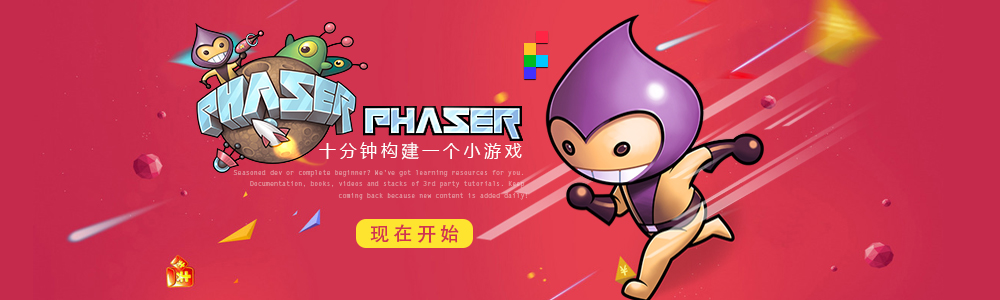 PHASER
PHASER
十分钟构建一个小游戏
Seasoned dev or complete beginner? We've got learning resources for you.
Documentation, books, videos and stacks of 3rd party tutorials. Keep
coming back because new content is added daily!
现在开始
¥